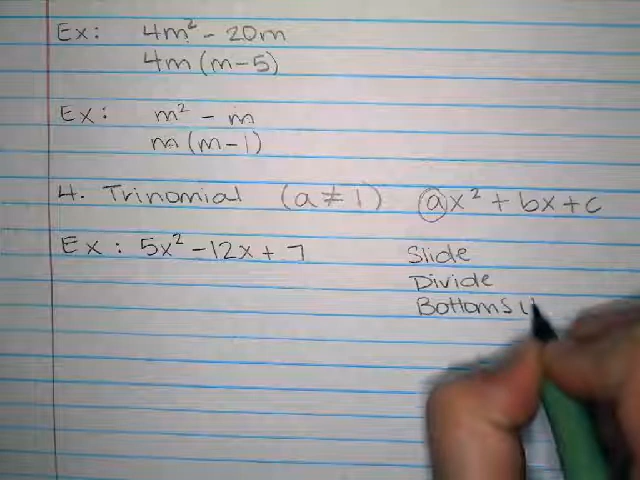 Ex: 4m² - 20m
4m (m-5)
Ex: m² - m
m (m-1)
4. Trinomial (a ≠ 1) ax² + bx + c
Ex: 5x² - 12x + 7
Slide
Divide
Bottoms